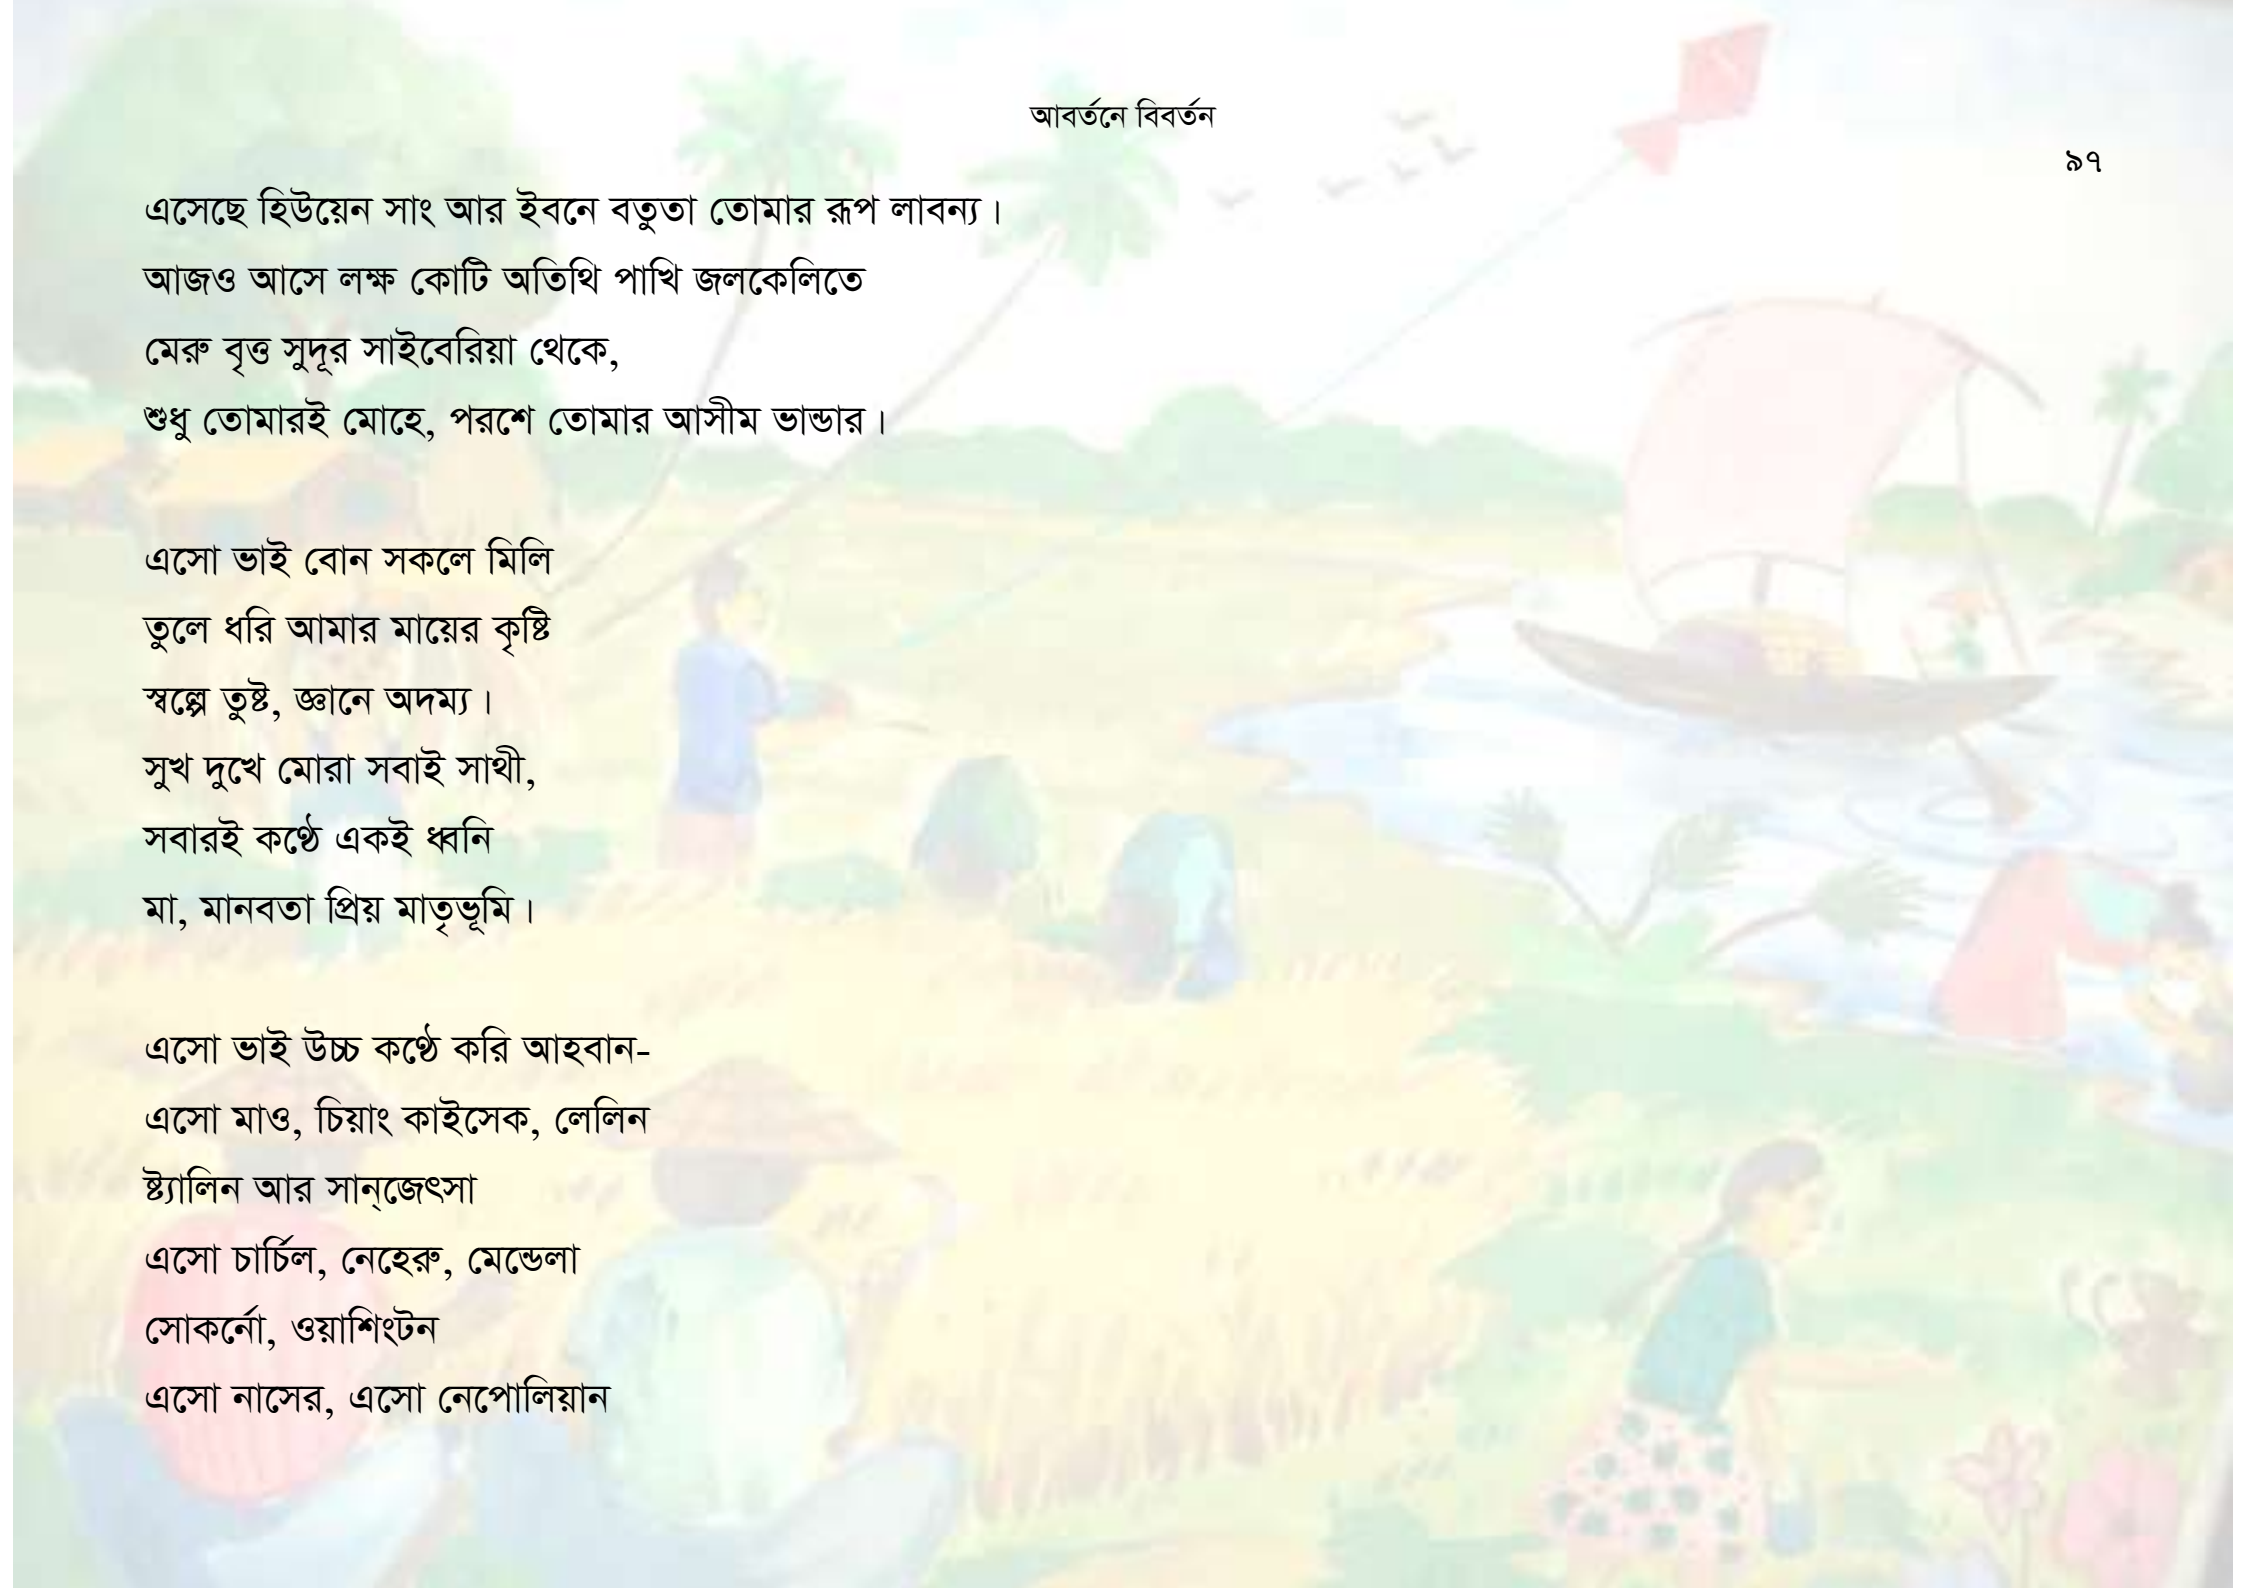 আবর্তনে বিবর্তন
৯৭
এসেছে হিউয়েন সাং আর ইবনে বতুতা তোমার রূপ লাবন্য।
আজও আসে লক্ষ কোটি অতিথি পাখি জলকেলিতে
মেরু বৃত্ত সুদূর সাইবেরিয়া থেকে,
শুধু তোমারই মোহে, পরশে তোমার আসীম ভান্ডার।
এসো ভাই বোন সকলে মিলি
তুলে ধরি আমার মায়ের কৃষ্টি
স্বল্পে তুষ্ট, জ্ঞানে অদম্য।
সুখ দুখে মোরা সবাই সাথী,
সবারই কণ্ঠে একই ধ্বনি
মা, মানবতা প্রিয় মাতৃভূমি।
এসো ভাই উচ্চ কণ্ঠে করি আহবান-
এসো মাও, চিয়াং কাইসেক, লেলিন
ষ্ট্যালিন আর সান্‌জেৎসা
এসো চার্চিল, নেহেরু, মেন্ডেলা
সোকর্নো, ওয়াশিংটন
এসো নাসের, এসো নেপোলিয়ান